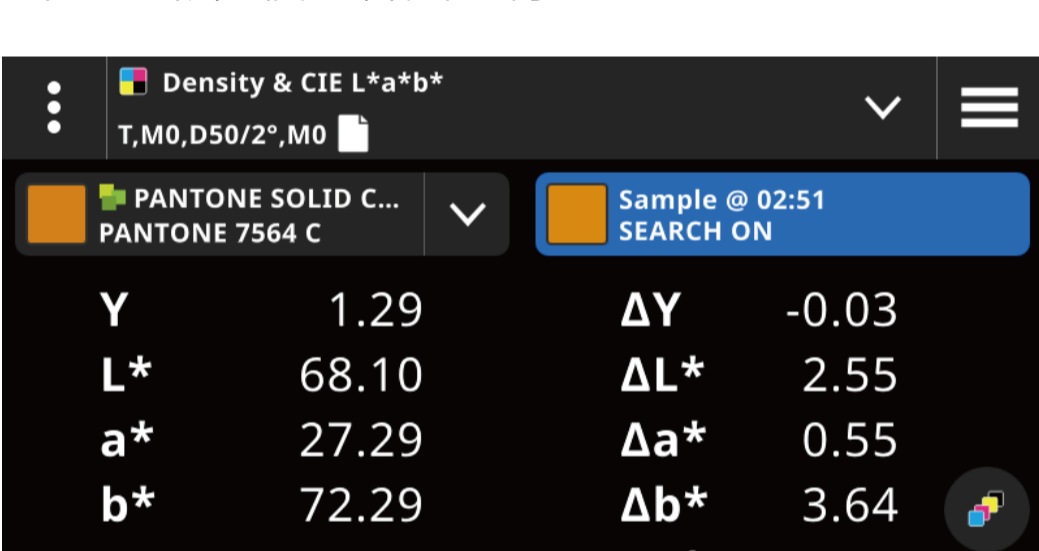 Density & CIE L*a*b*
T,M0,D50/2°,M0
PANTONE SOLID C...
PANTONE 7564 C
Sample @ 02:51
SEARCH ON
Y 1.29 ΔY -0.03
L* 68.10 ΔL* 2.55
a* 27.29 Δa* 0.55
b* 72.29 Δb* 3.64